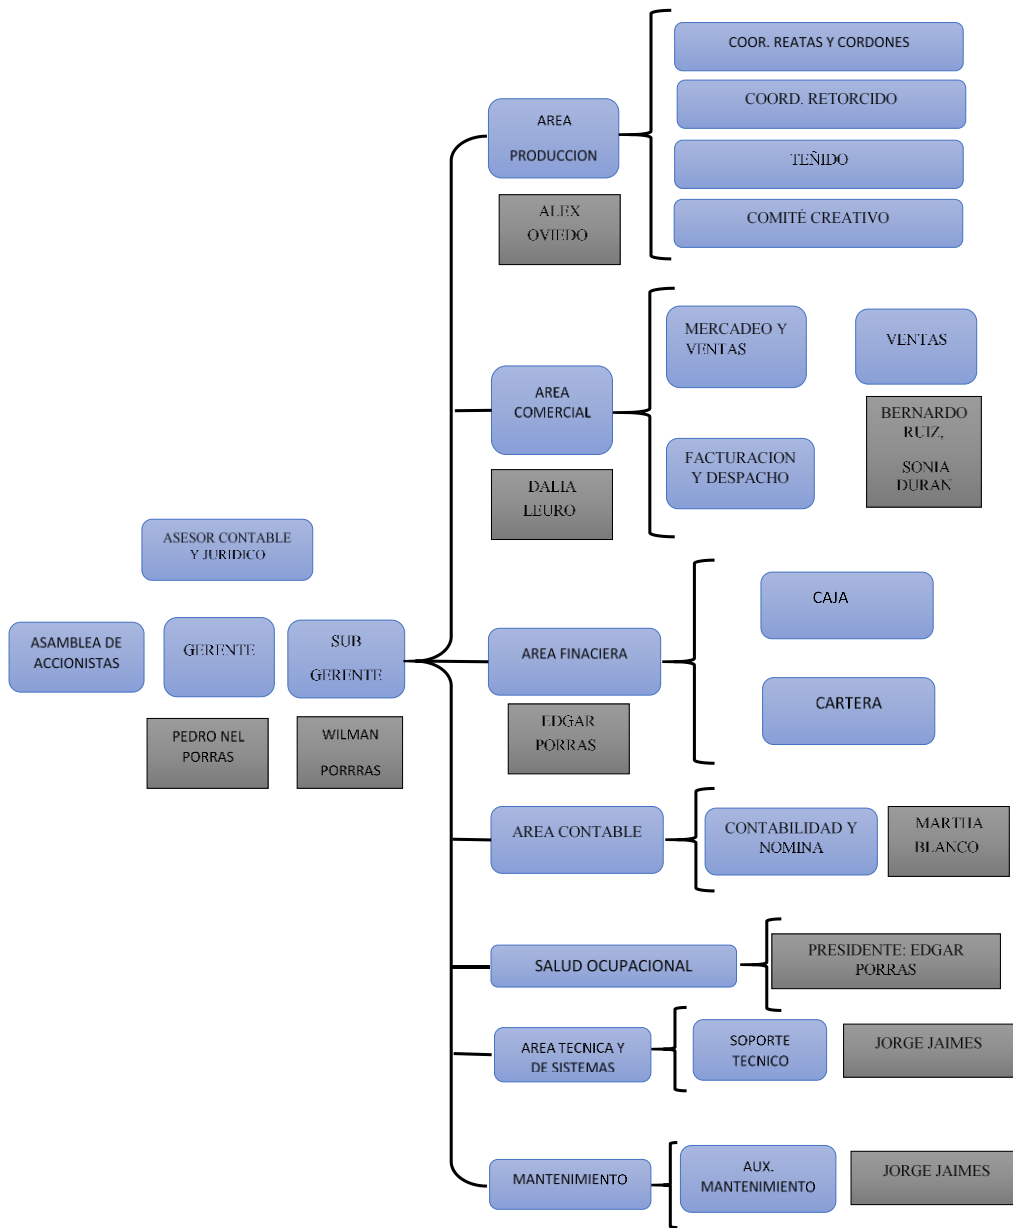 COOR. REATAS Y CORDONES
COORD. RETORCIDO
TEÑIDO
COMITÉ CREATIVO
AREA
PRODUCCION
ALEX
OVIEDO
MERCADEO Y
VENTAS
VENTAS
AREA
COMERCIAL
BERNARDO
RUIZ,
SONIA
DURAN
FACTURACION
Y DESPACHO
DALIA
LEURO
ASESOR CONTABLE
Y JURIDICO
ASAMBLEA DE
ACCIONISTAS
GERENTE
SUB
GERENTE
PEDRO NEL
PORRAS
WILMAN
PORRRAS
AREA FINACIERA
EDGAR
PORRAS
CAJA
CARTERA
AREA CONTABLE
CONTABILIDAD Y
NOMINA
MARTHA
BLANCO
SALUD OCUPACIONAL
PRESIDENTE: EDGAR
PORRAS
AREA TECNICA Y
DE SISTEMAS
SOPORTE
TECNICO
JORGE JAIMES
MANTENIMIENTO
AUX.
MANTENIMIENTO
JORGE JAIMES